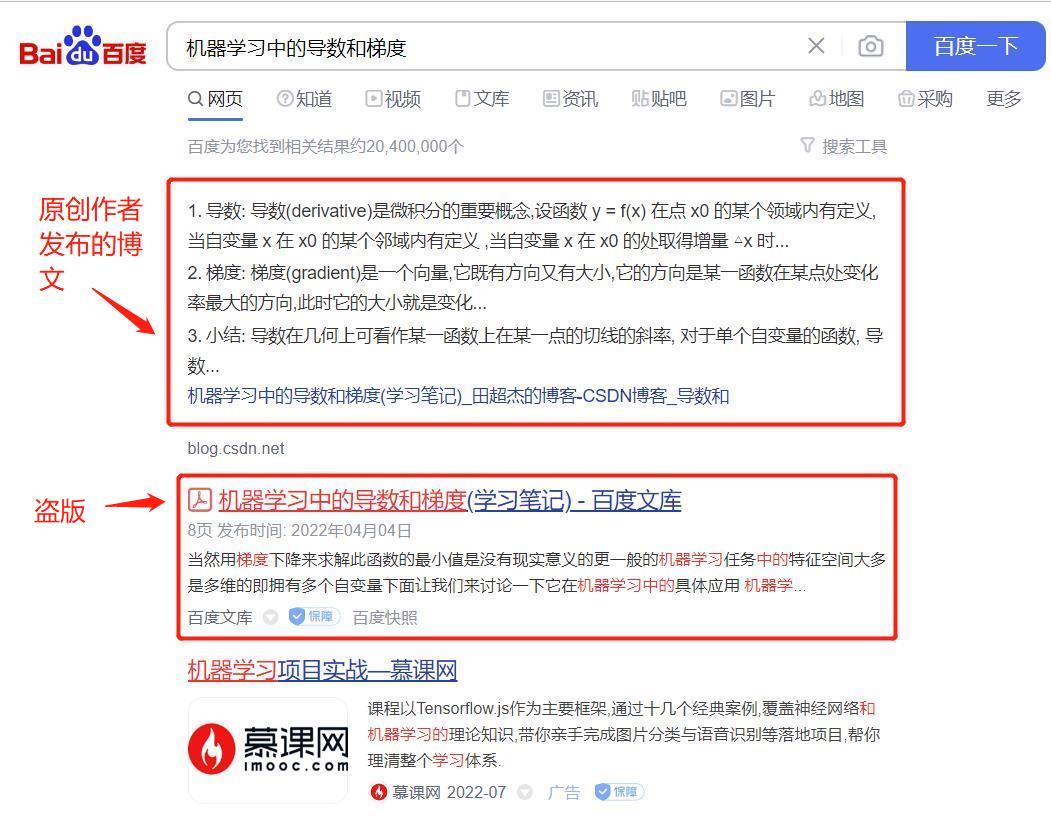 Bai du 百度
机器学习中的导数和梯度
百度一下
网页 知道 视频 文库 资讯 贴吧 图片 地图 采购 更多
百度为您找到相关结果约20,400,000个
搜索工具
原创作者
发布的博
文
1. 导数: 导数(derivative)是微积分的重要概念,设函数 y = f(x) 在点 x0 的某个领域内有定义,
当自变量 x 在 x0 的某个邻域内有定义 ,当自变量 x 在 x0 的处取得增量 △x 时...
2. 梯度: 梯度(gradient)是一个向量,它既有方向又有大小,它的方向是某一函数在某点处变化
率最大的方向,此时它的大小就是变化...
3. 小结: 导数在几何上可看作某一函数上在某一点的切线的斜率, 对于单个自变量的函数, 导
数...
机器学习中的导数和梯度(学习笔记)_田超杰的博客-CSDN博客_导数和
blog.csdn.net
盗版
机器学习中的导数和梯度(学习笔记) - 百度文库
8页 发布时间: 2022年04月04日
当然用梯度下降来求解此函数的最小值是没有现实意义的更一般的机器学习任务中的特征空间大多
是多维的即拥有多个自变量下面让我们来讨论一下它在机器学习中的具体应用 机器学...
百度文库 保障 百度快照
机器学习项目实战—慕课网
慕课网
imooc.com
课程以Tensorflow.js作为主要框架,通过十几个经典案例,覆盖神经网络和
机器学习的理论知识,带你亲手完成图片分类与语音识别等落地项目,帮你
理清整个学习体系.
慕课网 2022-07 广告 保障